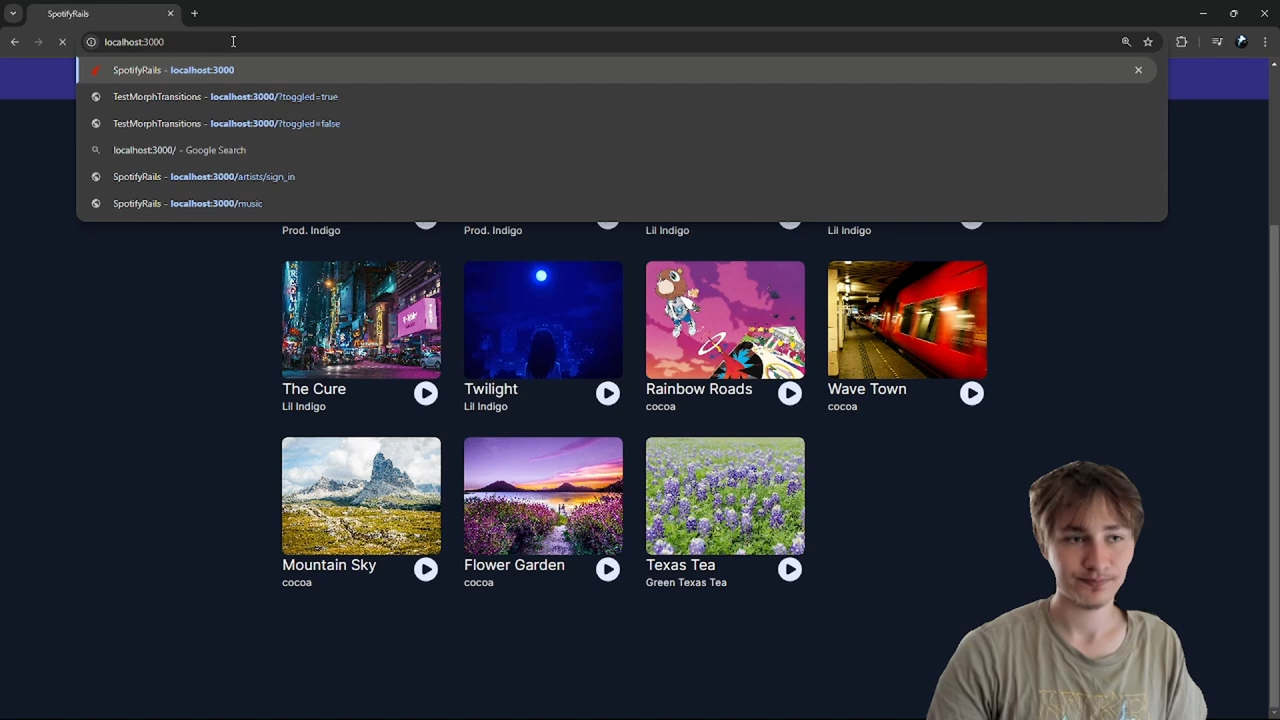 SpotifyRails
localhost:3000
SpotifyRails - localhost:3000
TestMorphTransitions - localhost:3000/?toggled=true
TestMorphTransitions - localhost:3000/?toggled=false
localhost:3000/ - Google Search
SpotifyRails - localhost:3000/artists/sign_in
SpotifyRails - localhost:3000/music
Prod. Indigo
Prod. Indigo
Lil Indigo
Lil Indigo
The Cure
Lil Indigo
Twilight
Lil Indigo
Rainbow Roads
cocoa
Wave Town
cocoa
Mountain Sky
cocoa
Flower Garden
cocoa
Texas Tea
Green Texas Tea